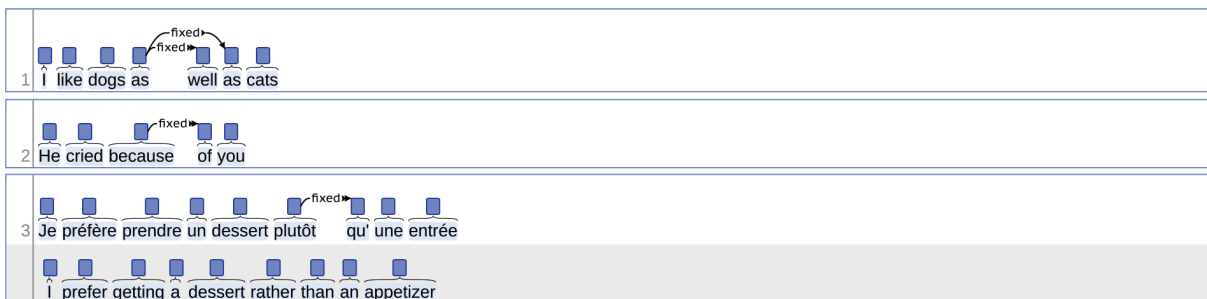 fixed
fixed
1 I like dogs as well as cats
fixed
2 He cried because of you
fixed
3 Je préfère prendre un dessert plutôt qu' une entrée
I prefer getting a dessert rather than an appetizer